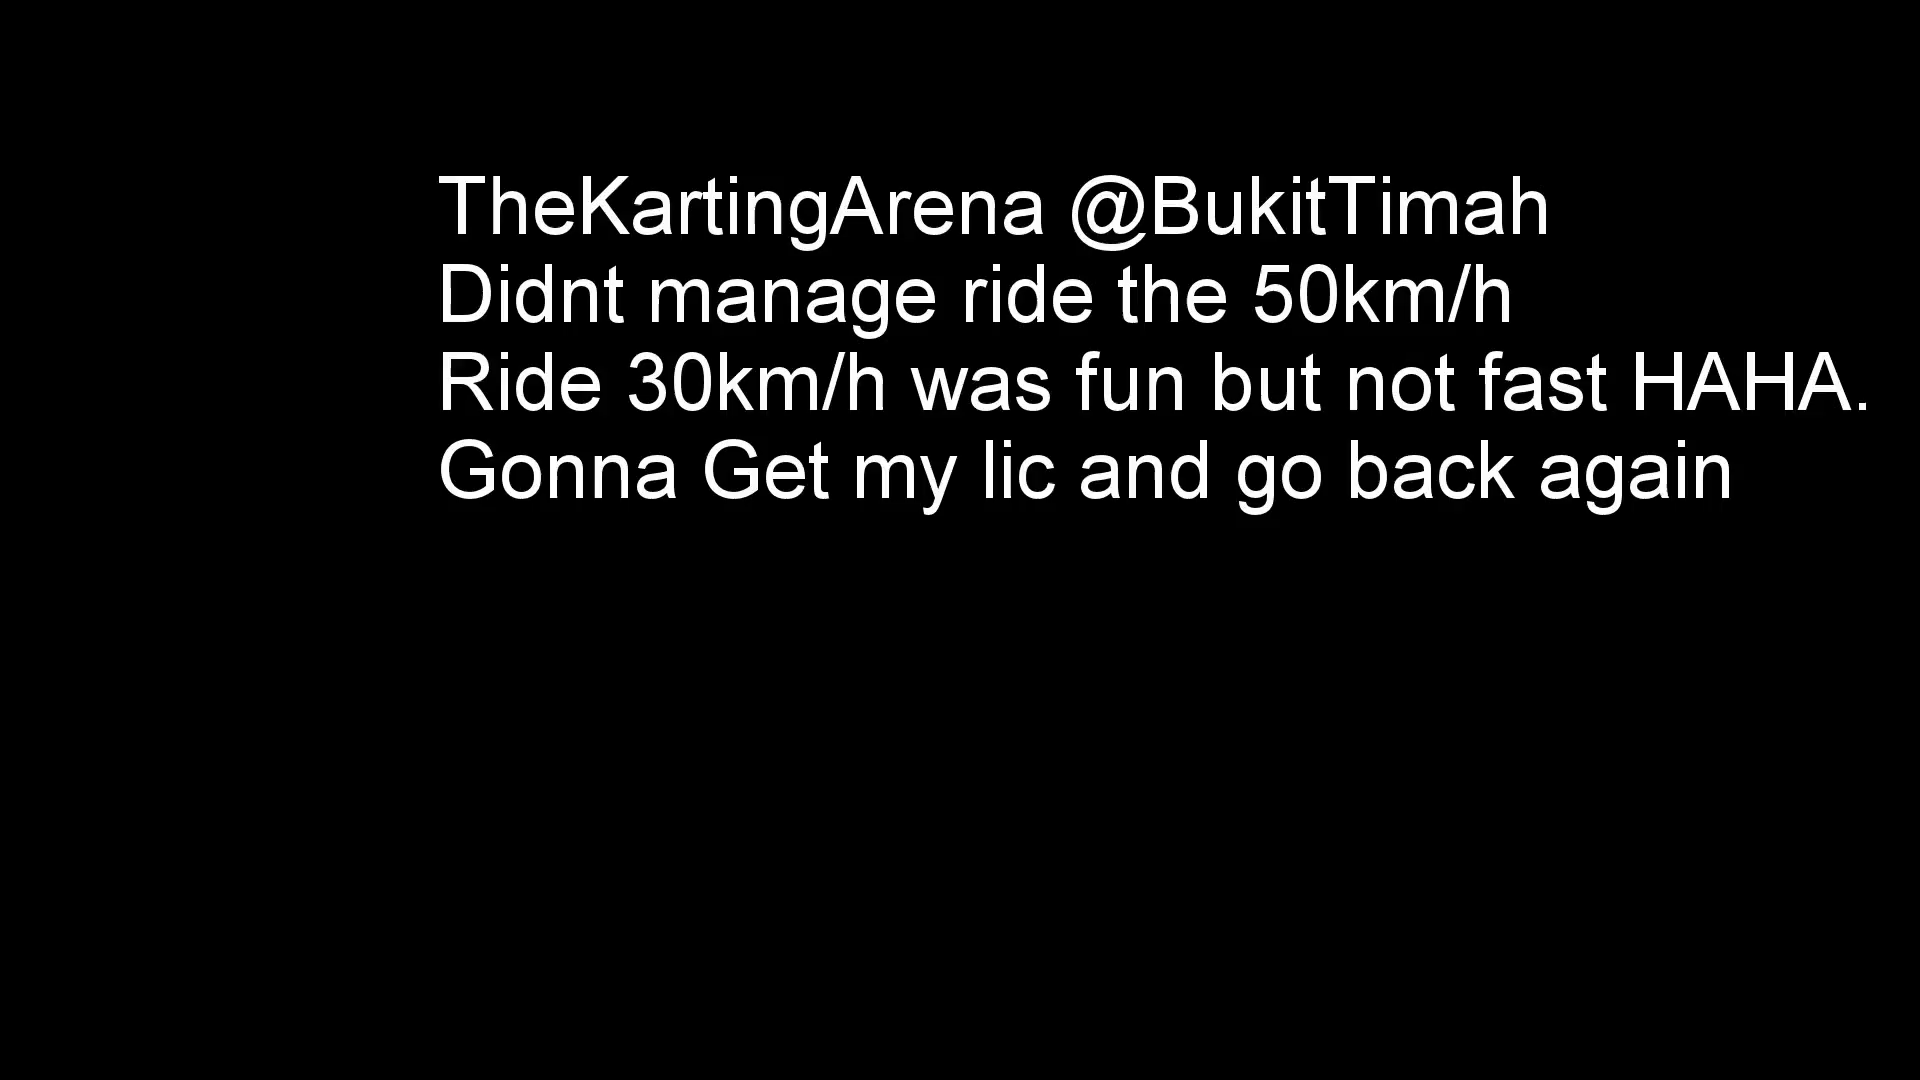 TheKartingArena @BukitTimah
Didnt manage ride the 50km/h
Ride 30km/h was fun but not fast HAHA.
Gonna Get my lic and go back again